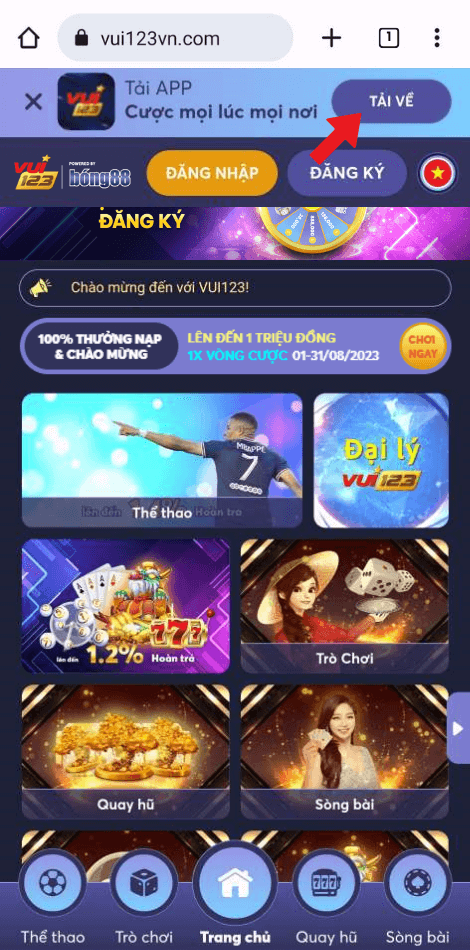 vui123vn.com
1
Tải APP
Cược mọi lúc mọi nơi
TẢI VỀ
VUI
123
VUI
123
POWERED BY
bóng88
ĐĂNG NHẬP
ĐĂNG KÝ
ĐĂNG KÝ
Chào mừng đến với VUI123!
100% THƯỞNG NẠP
& CHÀO MỪNG
LÊN ĐẾN 1 TRIỆU ĐỒNG
1X VÒNG CƯỢC 01-31/08/2023
CHƠI
NGAY
MBAPPE
7
lên đến
Hoàn trả
Thể thao
Đại lý
VUI123
777
lên đến 1.2% Hoàn trả
Trò Chơi
Quay hũ
Sòng bài
777
Thể thao
Trò chơi
Trang chủ
Quay hũ
Sòng bài